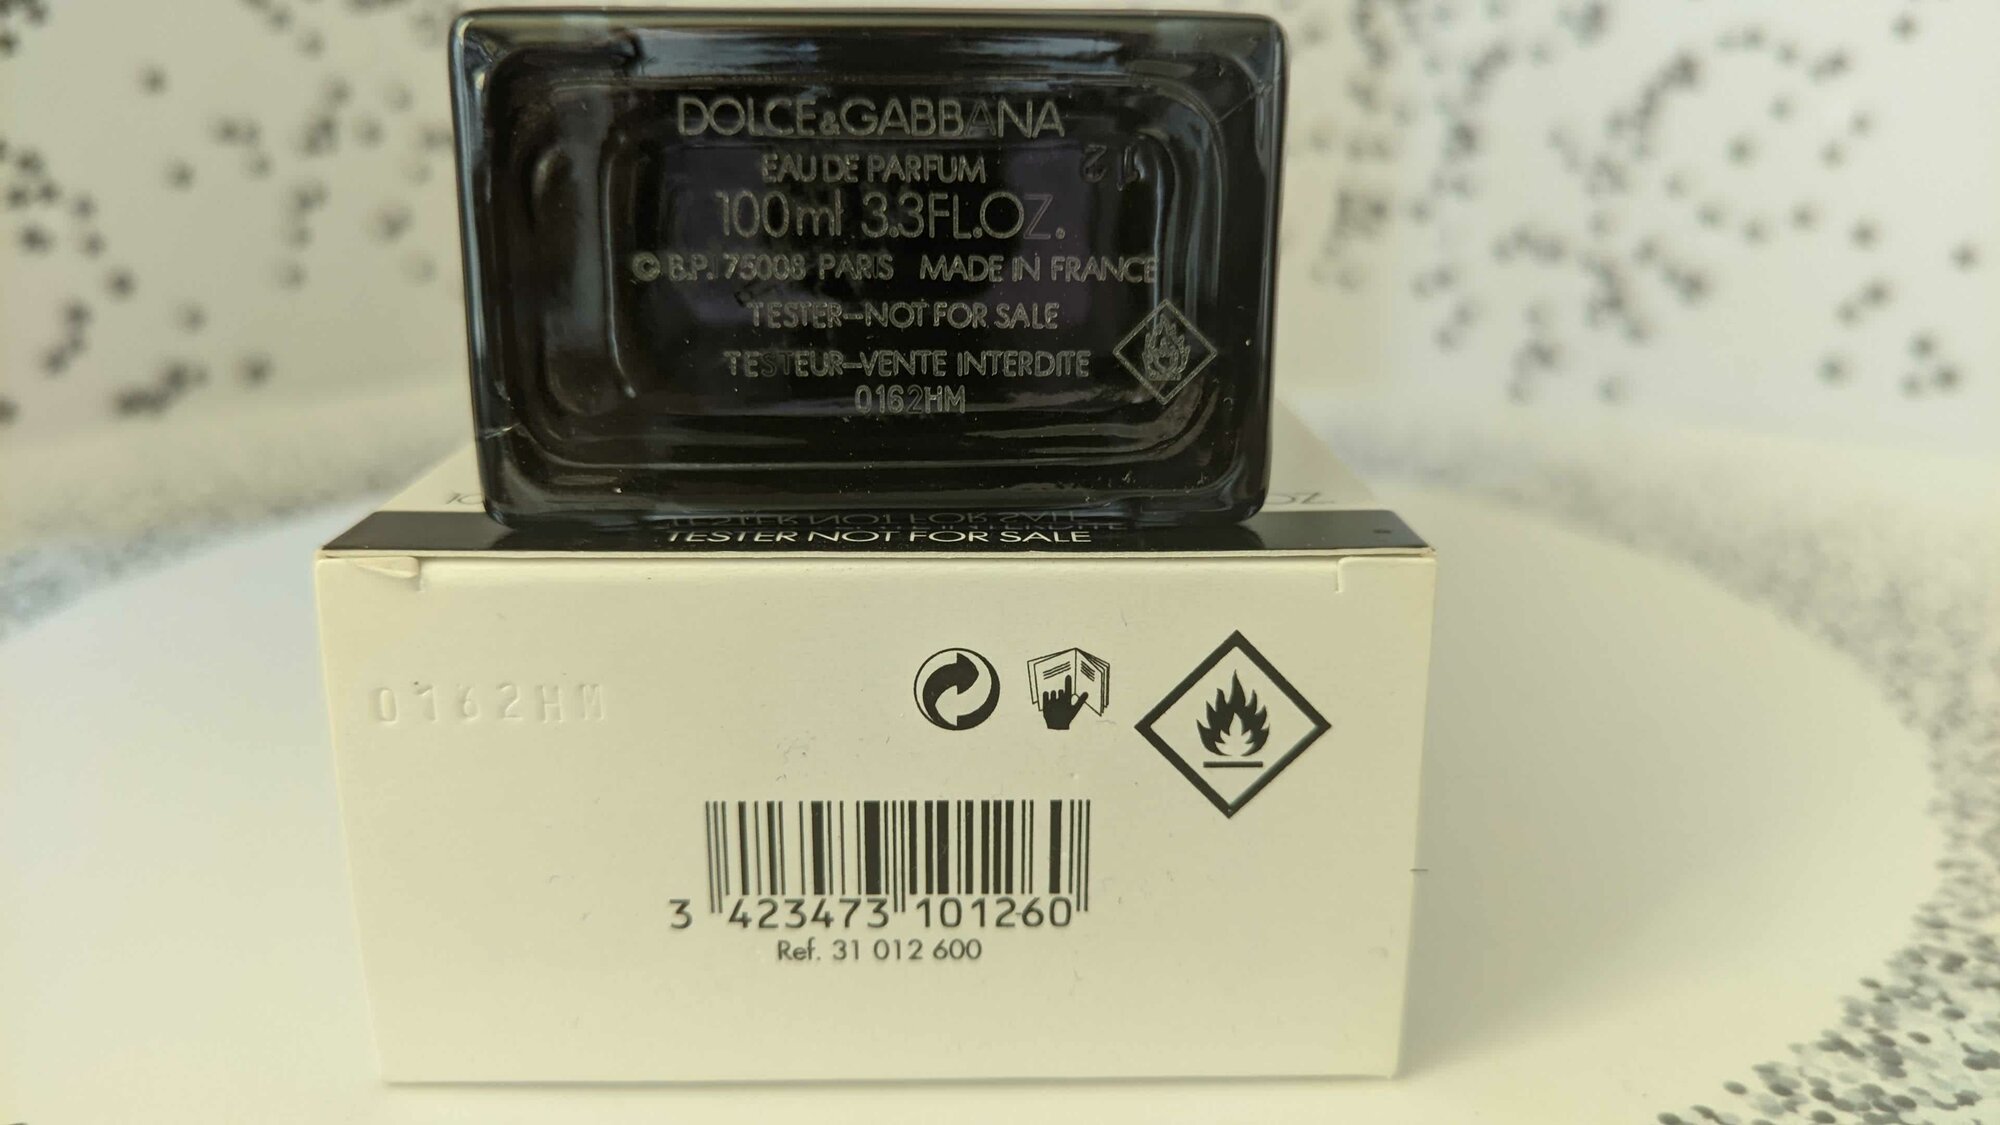 DOLCE&GABBANA
EAU DE PARFUM
12
100ml 3.3FL.OZ.
© B.P. 75008 PARIS MADE IN FRANCE
TESTER-NOT FOR SALE
TESTEUR-VENTE INTERDITE
0162HM
TESTER NOT FOR SALE
0162HM
3 423473 101260
Ref. 31 012 600